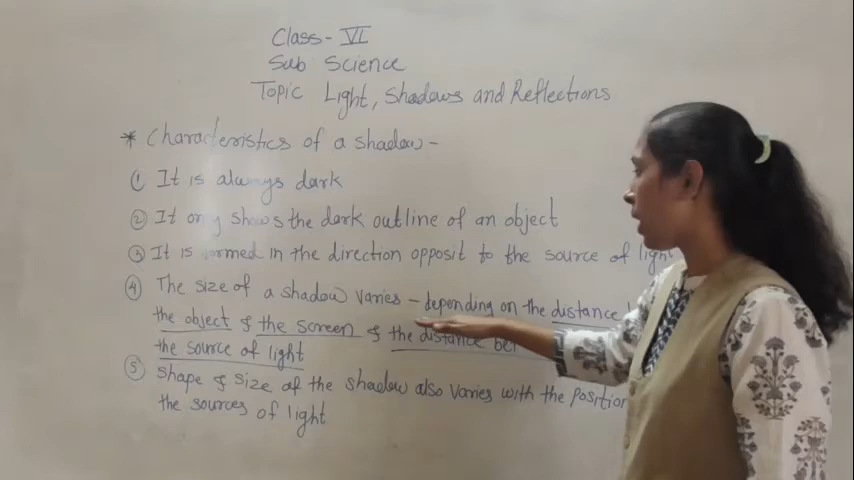 Class- VI
Sub Science
Topic Light, Shadows and Reflections
* Characteristics of a shadow -
① It is always dark
② It only shows the dark outline of an object
③ It is formed in the direction opposit to the source of light
④ The size of a shadow varies - depending on the distance
the object & the screen & the distance bet
the source of light
⑤ Shape & size of the shadow also varies with the position
the sources of light